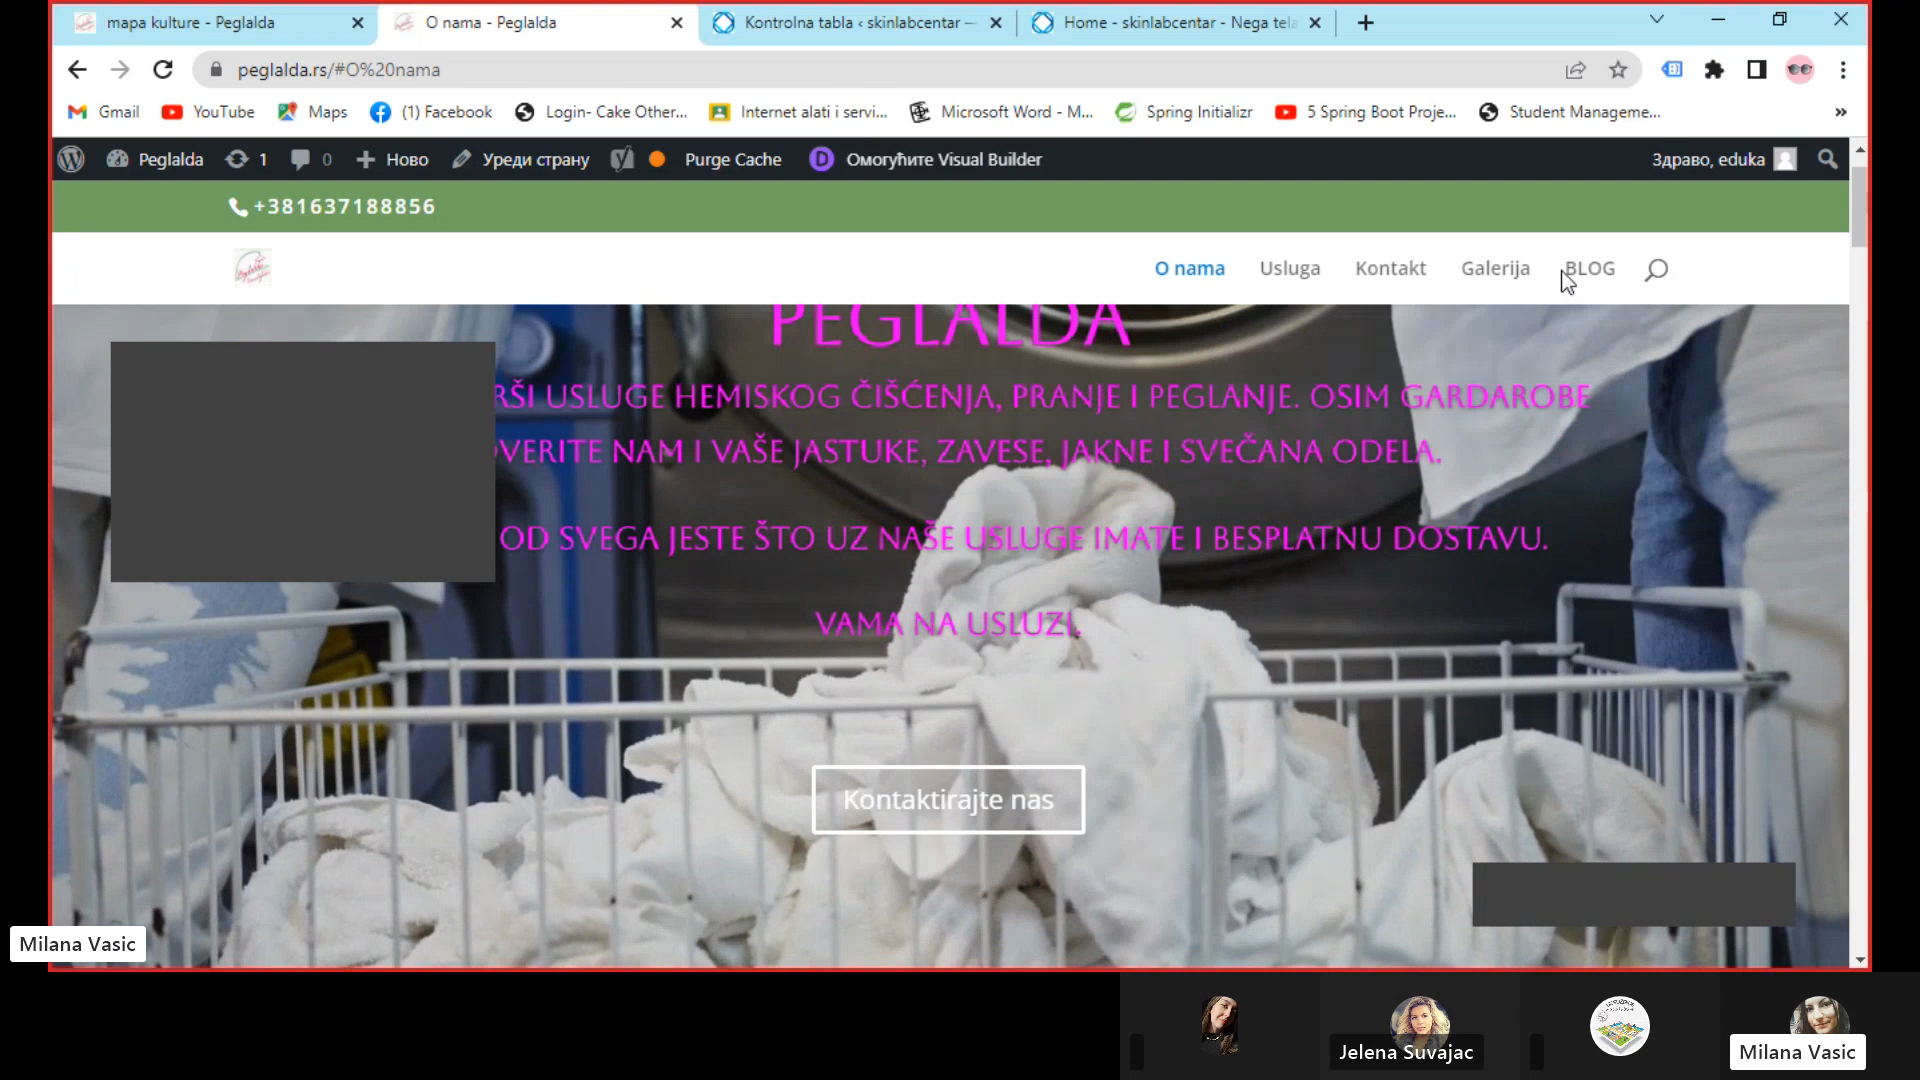 mapa kulture - Peglalda
O nama - Peglalda
Kontrolna tabla ‹ skinlabcentar —
Home - skinlabcentar - Nega tela
peglalda.rs/#O%20nama
Gmail
YouTube
Maps
(1) Facebook
Login- Cake Other...
Internet alati i servi...
Microsoft Word - M...
Spring Initializr
5 Spring Boot Proje...
Student Manageme...
»
Peglalda
1
0
Ново
Уреди страну
Purge Cache
D
Омогућите Visual Builder
Здраво, eduka
+381637188856
O nama
Usluga
Kontakt
Galerija
BLOG
PEGLALDA
RŠI USLUGE HEMISKOG ČIŠĆENJA, PRANJE I PEGLANJE. OSIM GARDAROBE
OVERITE NAM I VAŠE JASTUKE, ZAVESE, JAKNE I SVEČANA ODELA.
OD SVEGA JESTE ŠTO UZ NAŠE USLUGE IMATE I BESPLATNU DOSTAVU.
VAMA NA USLUZI.
Kontaktirajte nas
Milana Vasic
Jelena Suvajac
Milana Vasic